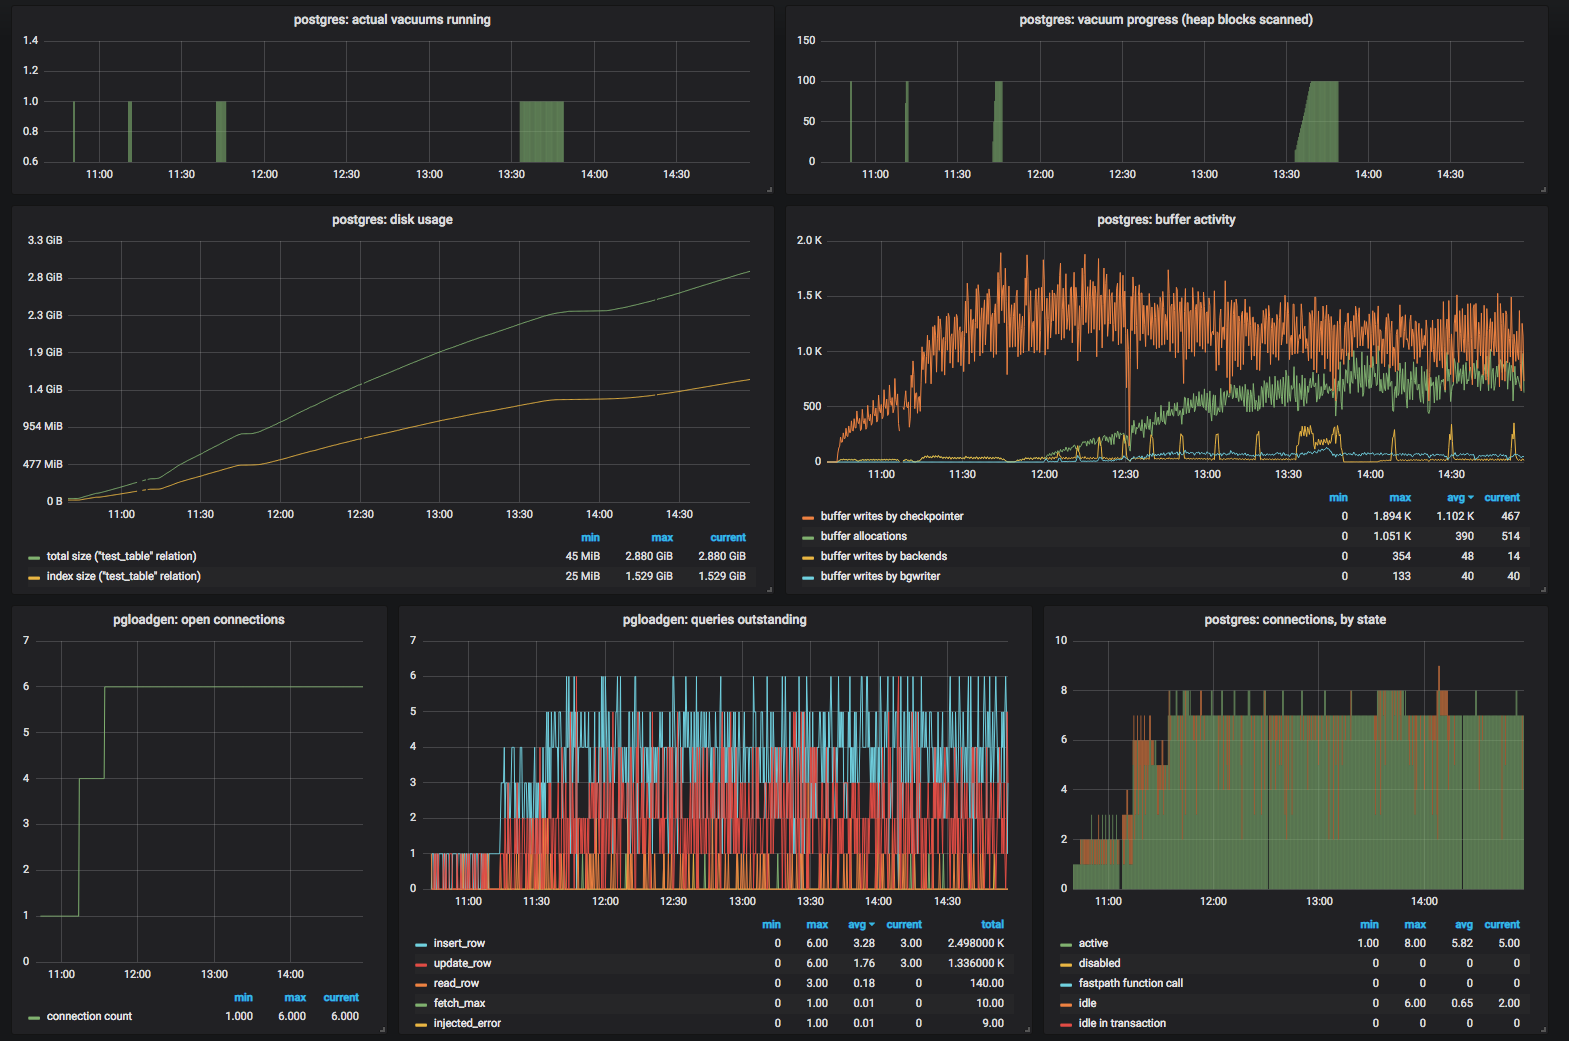 postgres: actual vacuums running
1.4
1.2
1.0
0.8
0.6
11:00 11:30 12:00 12:30 13:00 13:30 14:00 14:30
postgres: vacuum progress (heap blocks scanned)
150
100
50
0
11:00 11:30 12:00 12:30 13:00 13:30 14:00 14:30
postgres: disk usage
3.3 GiB
2.8 GiB
2.3 GiB
1.9 GiB
1.4 GiB
954 MiB
477 MiB
0 B
11:00 11:30 12:00 12:30 13:00 13:30 14:00 14:30
min max current
total size ("test_table" relation) 45 MiB 2.880 GiB 2.880 GiB
index size ("test_table" relation) 25 MiB 1.529 GiB 1.529 GiB
postgres: buffer activity
2.0 K
1.5 K
1.0 K
500
0
11:00 11:30 12:00 12:30 13:00 13:30 14:00 14:30
min max avg current
buffer writes by checkpointer 0 1.894 K 1.102 K 467
buffer allocations 0 1.051 K 390 514
buffer writes by backends 0 354 48 14
buffer writes by bgwriter 0 133 40 40
pgloadgen: open connections
7
6
5
4
3
2
1
0
11:00 12:00 13:00 14:00
min max current
connection count 1.000 6.000 6.000
pgloadgen: queries outstanding
7
6
5
4
3
2
1
0
11:00 11:30 12:00 12:30 13:00 13:30 14:00 14:30
min max avg current total
insert_row 0 6.00 3.28 3.00 2.498000 K
update_row 0 6.00 1.76 3.00 1.336000 K
read_row 0 3.00 0.18 0 140.00
fetch_max 0 1.00 0.01 0 10.00
injected_error 0 1.00 0.01 0 9.00
postgres: connections, by state
10
8
6
4
2
0
11:00 12:00 13:00 14:00
min max avg current
active 1.00 8.00 5.82 5.00
disabled 0 0 0 0
fastpath function call 0 0 0 0
idle 0 6.00 0.65 2.00
idle in transaction 0 0 0 0